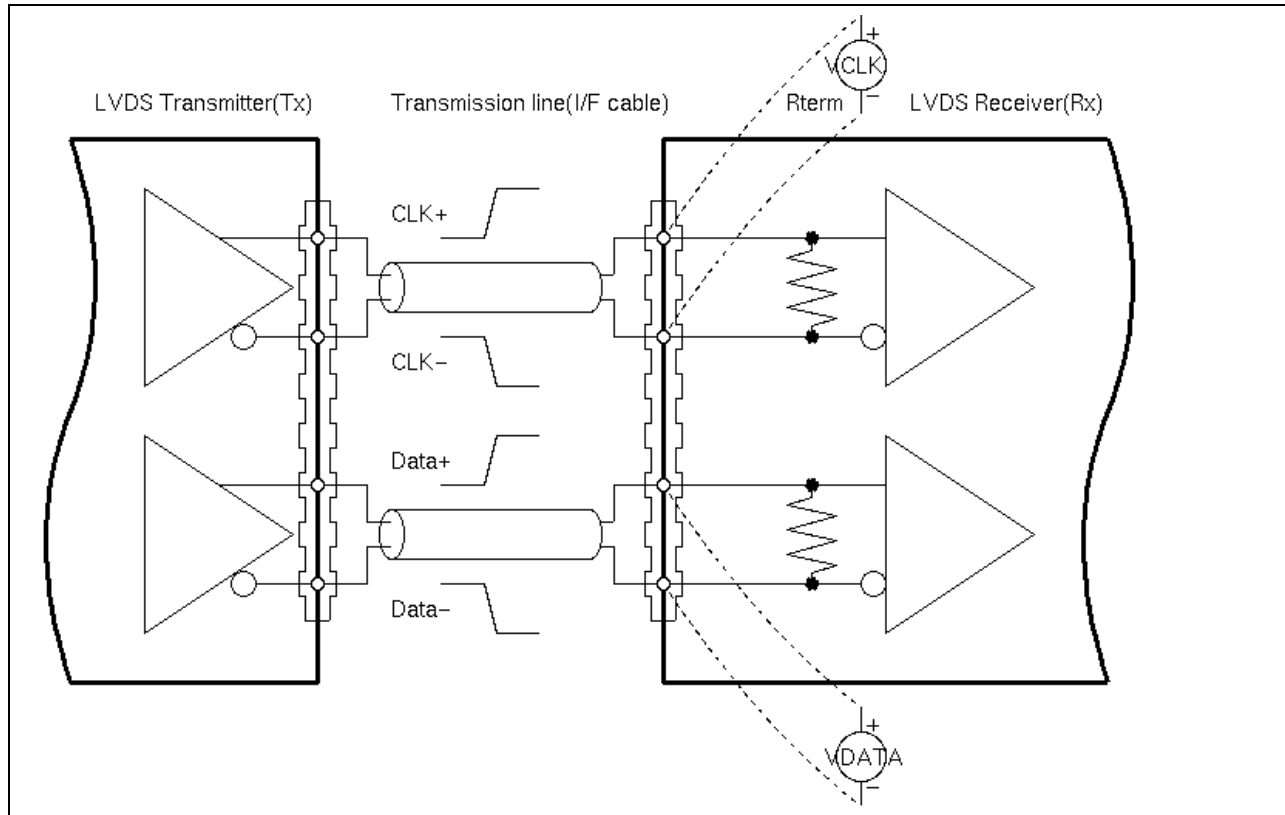 VCLK
+
−
LVDS Transmitter(Tx)
Transmission line(I/F cable)
Rterm
LVDS Receiver(Rx)
CLK+
CLK−
Data+
Data−
+
VDATA
−